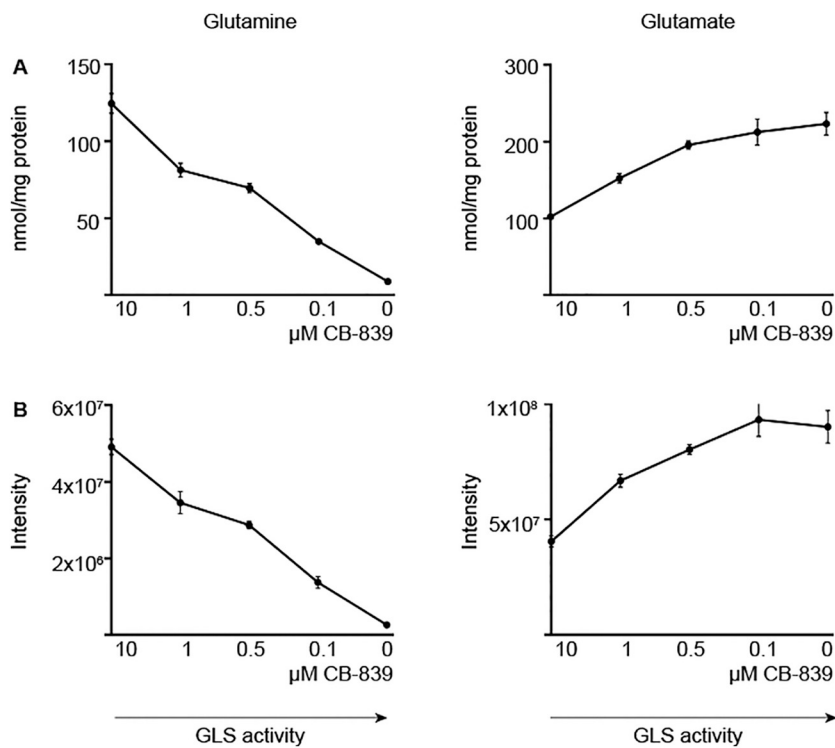 Glutamine
Glutamate
A
nmol/mg protein
150
100
50
10 1 0.5 0.1 0
µM CB-839
nmol/mg protein
300
200
100
10 1 0.5 0.1 0
µM CB-839
B
Intensity
6x10⁷
4x10⁷
2x10⁶
10 1 0.5 0.1 0
µM CB-839
GLS activity
Intensity
1x10⁸
5x10⁷
10 1 0.5 0.1 0
µM CB-839
GLS activity